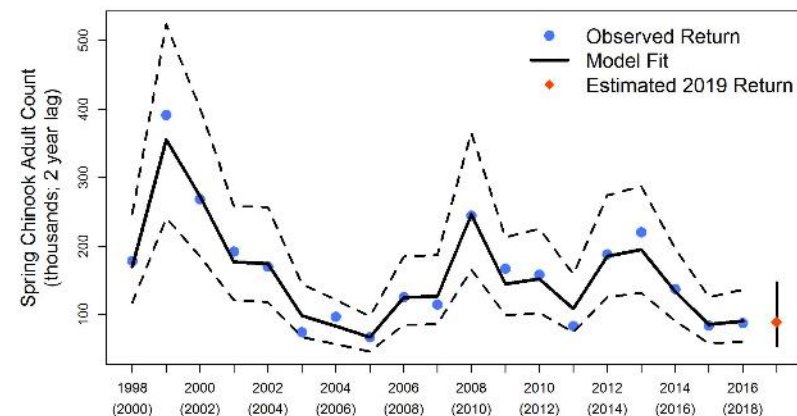 Spring Chinook Adult Count
(thousands; 2 year lag)
500
400
300
200
100
Observed Return
Model Fit
Estimated 2019 Return
1998 2000 2002 2004 2006 2008 2010 2012 2014 2016
(2000) (2002) (2004) (2006) (2008) (2010) (2012) (2014) (2016) (2018)